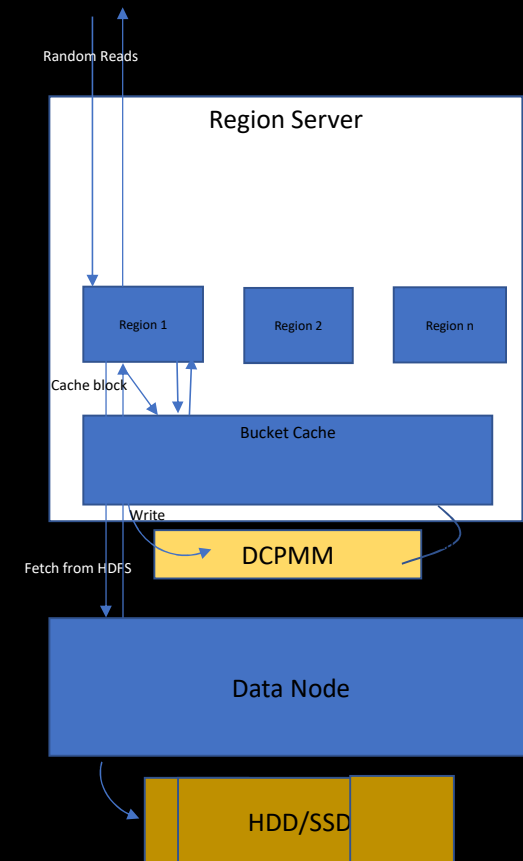 Random Reads
Region Server
Region 1
Region 2
Region n
Cache block
Bucket Cache
Write
DCPMM
Fetch from HDFS
Data Node
HDD/SSD